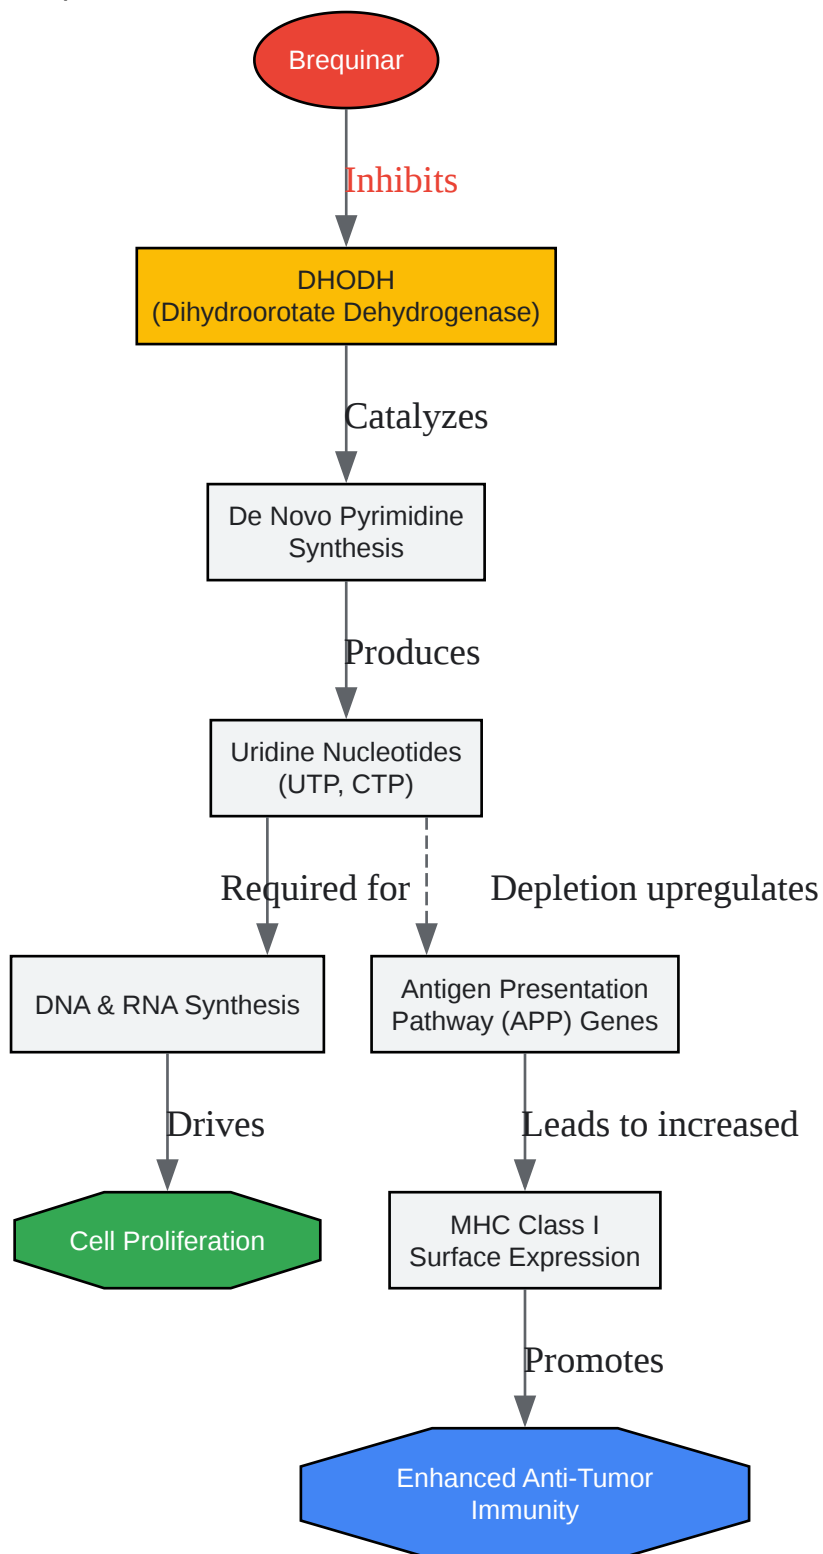 Brequinar
Inhibits
DHODH
(Dihydroorotate Dehydrogenase)
Catalyzes
De Novo Pyrimidine
Synthesis
Produces
Uridine Nucleotides
(UTP, CTP)
Required for
Depletion upregulates
DNA & RNA Synthesis
Antigen Presentation
Pathway (APP) Genes
Drives
Leads to increased
Cell Proliferation
MHC Class I
Surface Expression
Promotes
Enhanced Anti-Tumor
Immunity